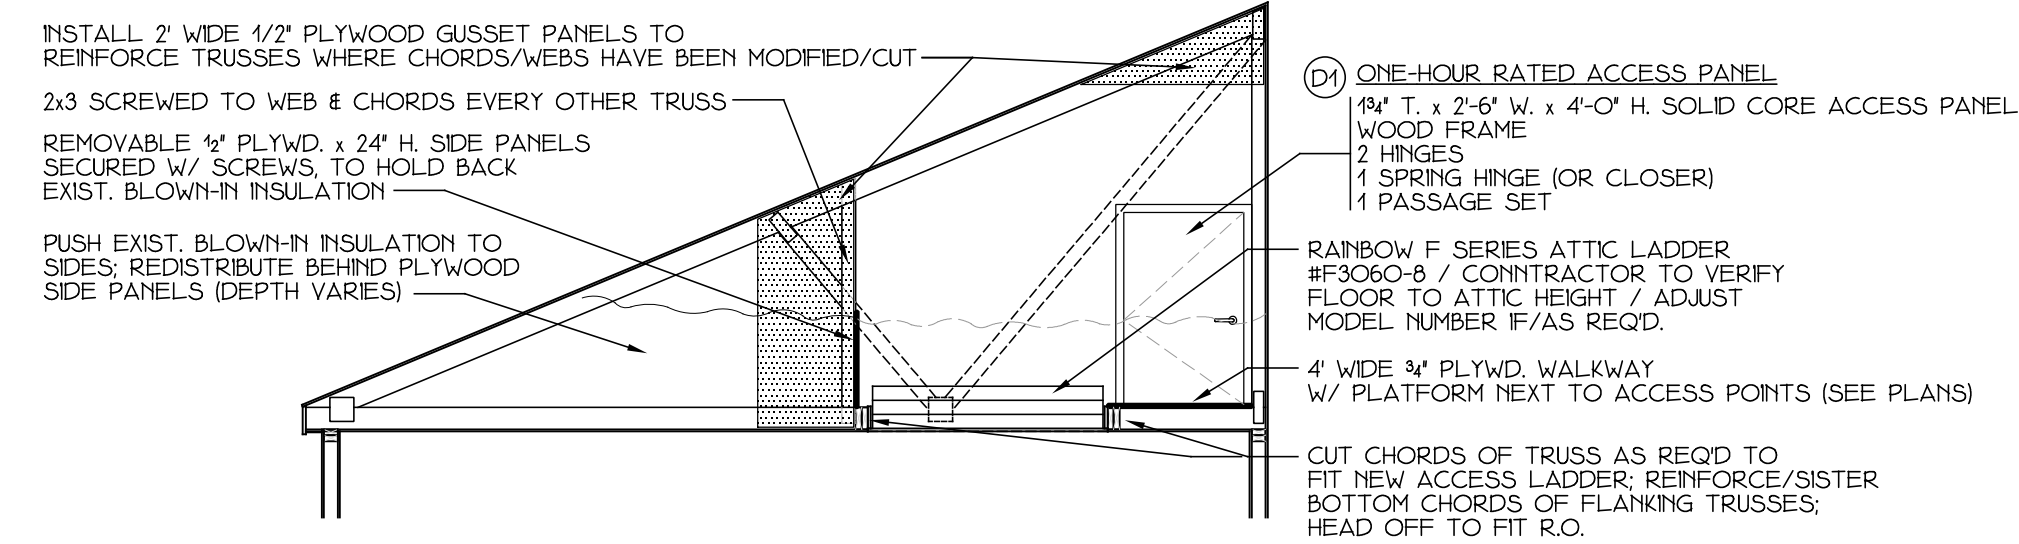 INSTALL 2' WIDE 1/2" PLYWOOD GUSSET PANELS TO
REINFORCE TRUSSES WHERE CHORDS/WEBS HAVE BEEN MODIFIED/CUT
2x3 SCREWED TO WEB & CHORDS EVERY OTHER TRUSS
REMOVABLE ½" PLYWD. x 24" H. SIDE PANELS
SECURED W/ SCREWS, TO HOLD BACK
EXIST. BLOWN-IN INSULATION
PUSH EXIST. BLOWN-IN INSULATION TO
SIDES; REDISTRIBUTE BEHIND PLYWOOD
SIDE PANELS (DEPTH VARIES)
D1 ONE-HOUR RATED ACCESS PANEL
1¾" T. x 2'-6" W. x 4'-0" H. SOLID CORE ACCESS PANEL
WOOD FRAME
2 HINGES
1 SPRING HINGE (OR CLOSER)
1 PASSAGE SET
RAINBOW F SERIES ATTIC LADDER
#F3060-8 / CONNTRACTOR TO VERIFY
FLOOR TO ATTIC HEIGHT / ADJUST
MODEL NUMBER IF/AS REQ'D.
4' WIDE ¾" PLYWD. WALKWAY
W/ PLATFORM NEXT TO ACCESS POINTS (SEE PLANS)
CUT CHORDS OF TRUSS AS REQ'D TO
FIT NEW ACCESS LADDER; REINFORCE/SISTER
BOTTOM CHORDS OF FLANKING TRUSSES;
HEAD OFF TO FIT R.O.